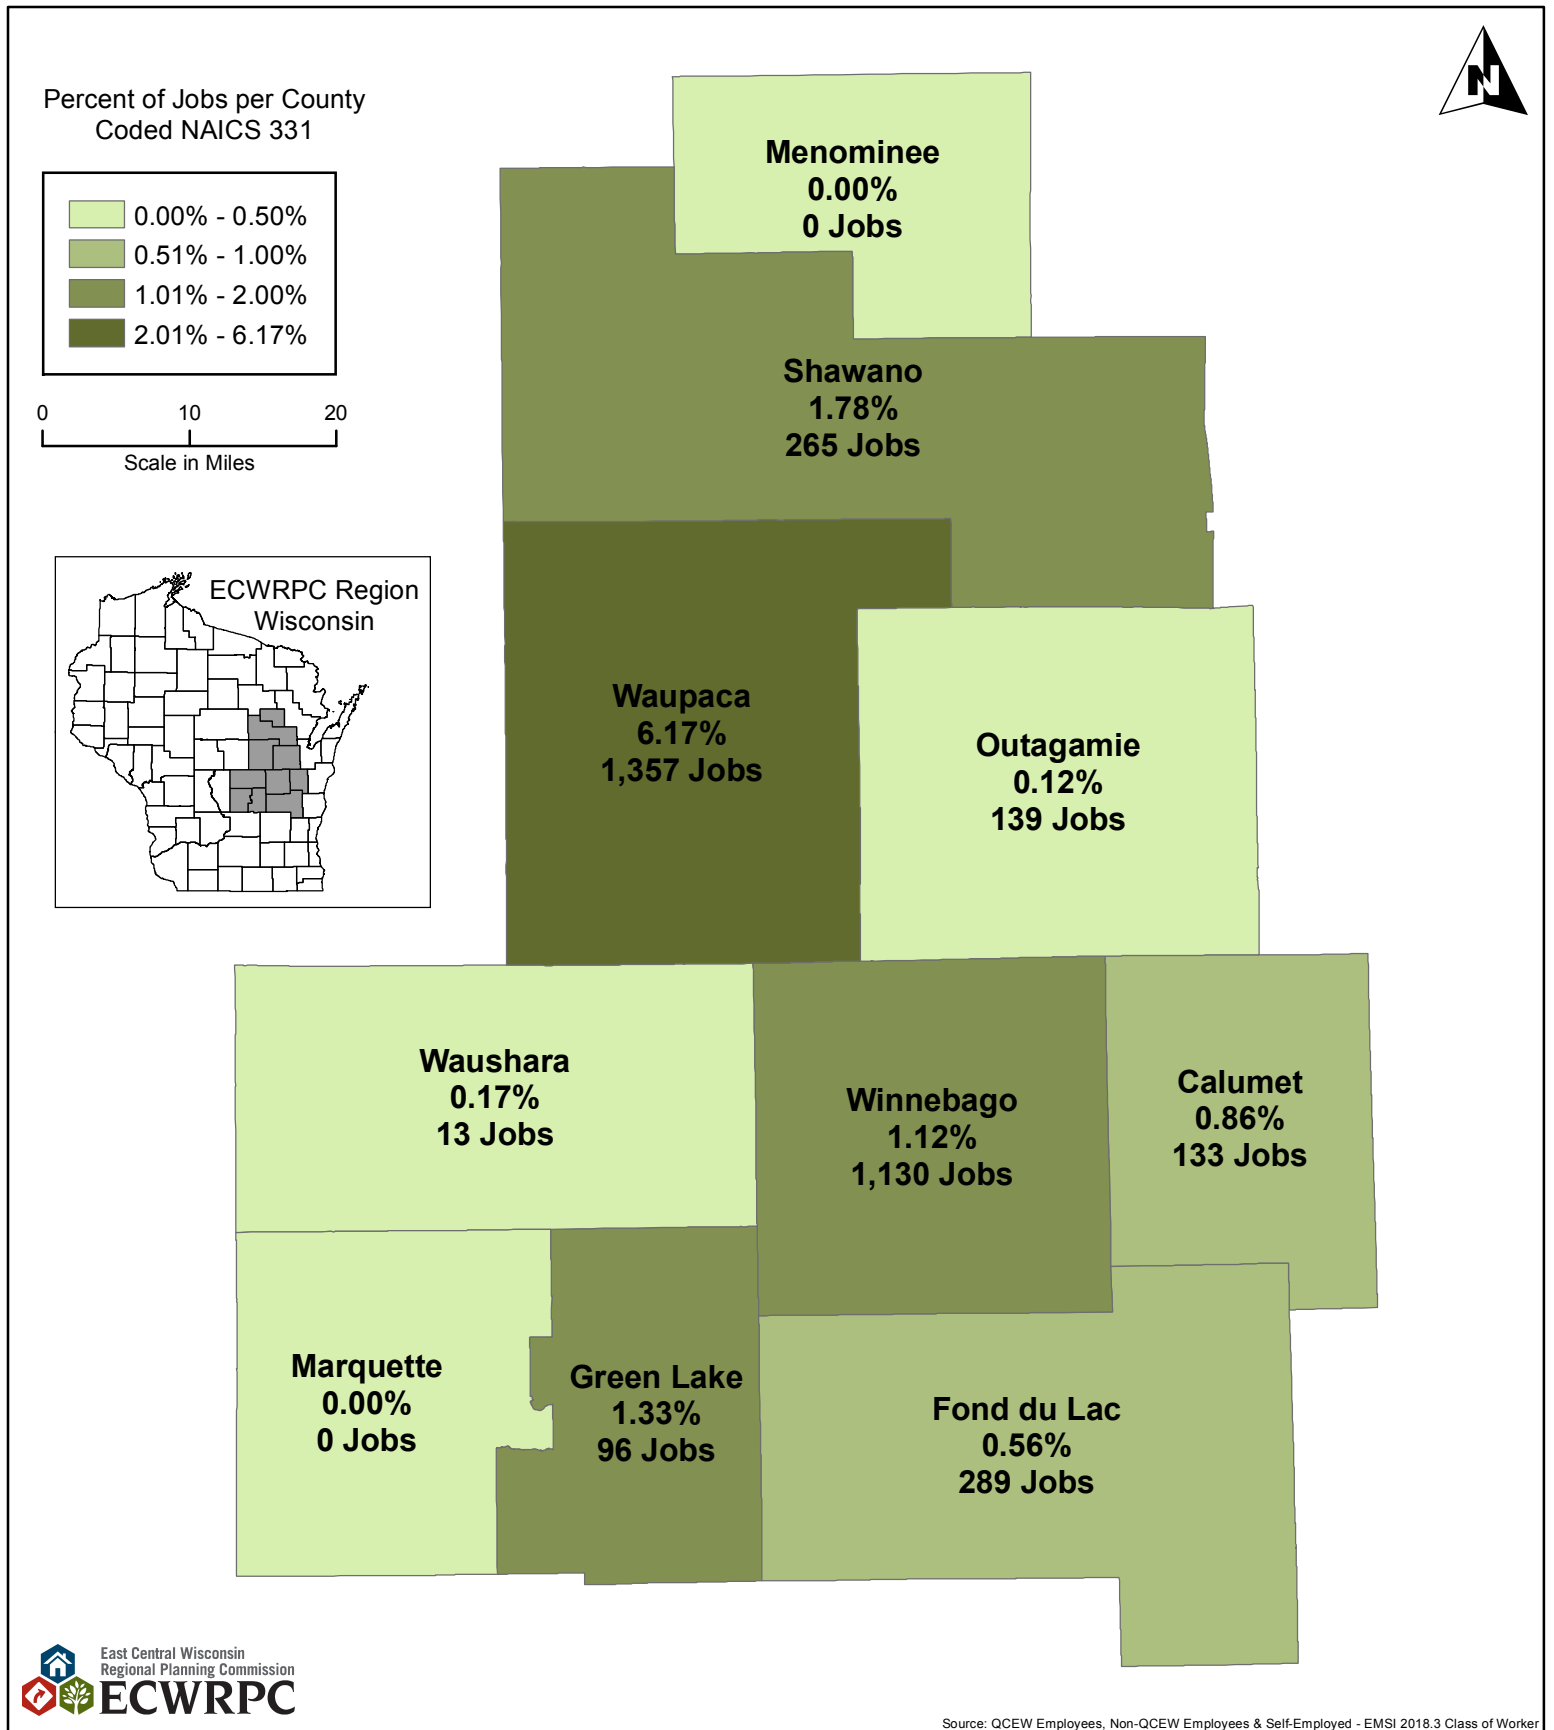 Percent of Jobs per County
Coded NAICS 331
0.00% - 0.50%
0.51% - 1.00%
1.01% - 2.00%
2.01% - 6.17%
0 10 20
Scale in Miles
ECWRPC Region
Wisconsin
N
Menominee
0.00%
0 Jobs
Shawano
1.78%
265 Jobs
Waupaca
6.17%
1,357 Jobs
Outagamie
0.12%
139 Jobs
Waushara
0.17%
13 Jobs
Winnebago
1.12%
1,130 Jobs
Calumet
0.86%
133 Jobs
Marquette
0.00%
0 Jobs
Green Lake
1.33%
96 Jobs
Fond du Lac
0.56%
289 Jobs
East Central Wisconsin
Regional Planning Commission
ECWRPC
Source: QCEW Employees, Non-QCEW Employees & Self-Employed - EMSI 2018.3 Class of Worker